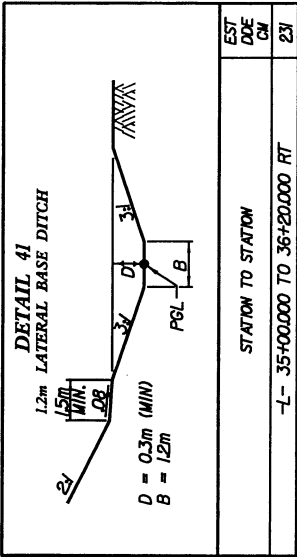 DETAIL 41
1.2m LATERAL BASE DITCH
1.5m
MIN.
.08
2:1
3:1
3:1
D
B
PGL
D = 0.3m (MIN)
B = 1.2m
STATION TO STATION
EST
DDE
CM
-L- 35+00.000 TO 36+20.000 RT
231